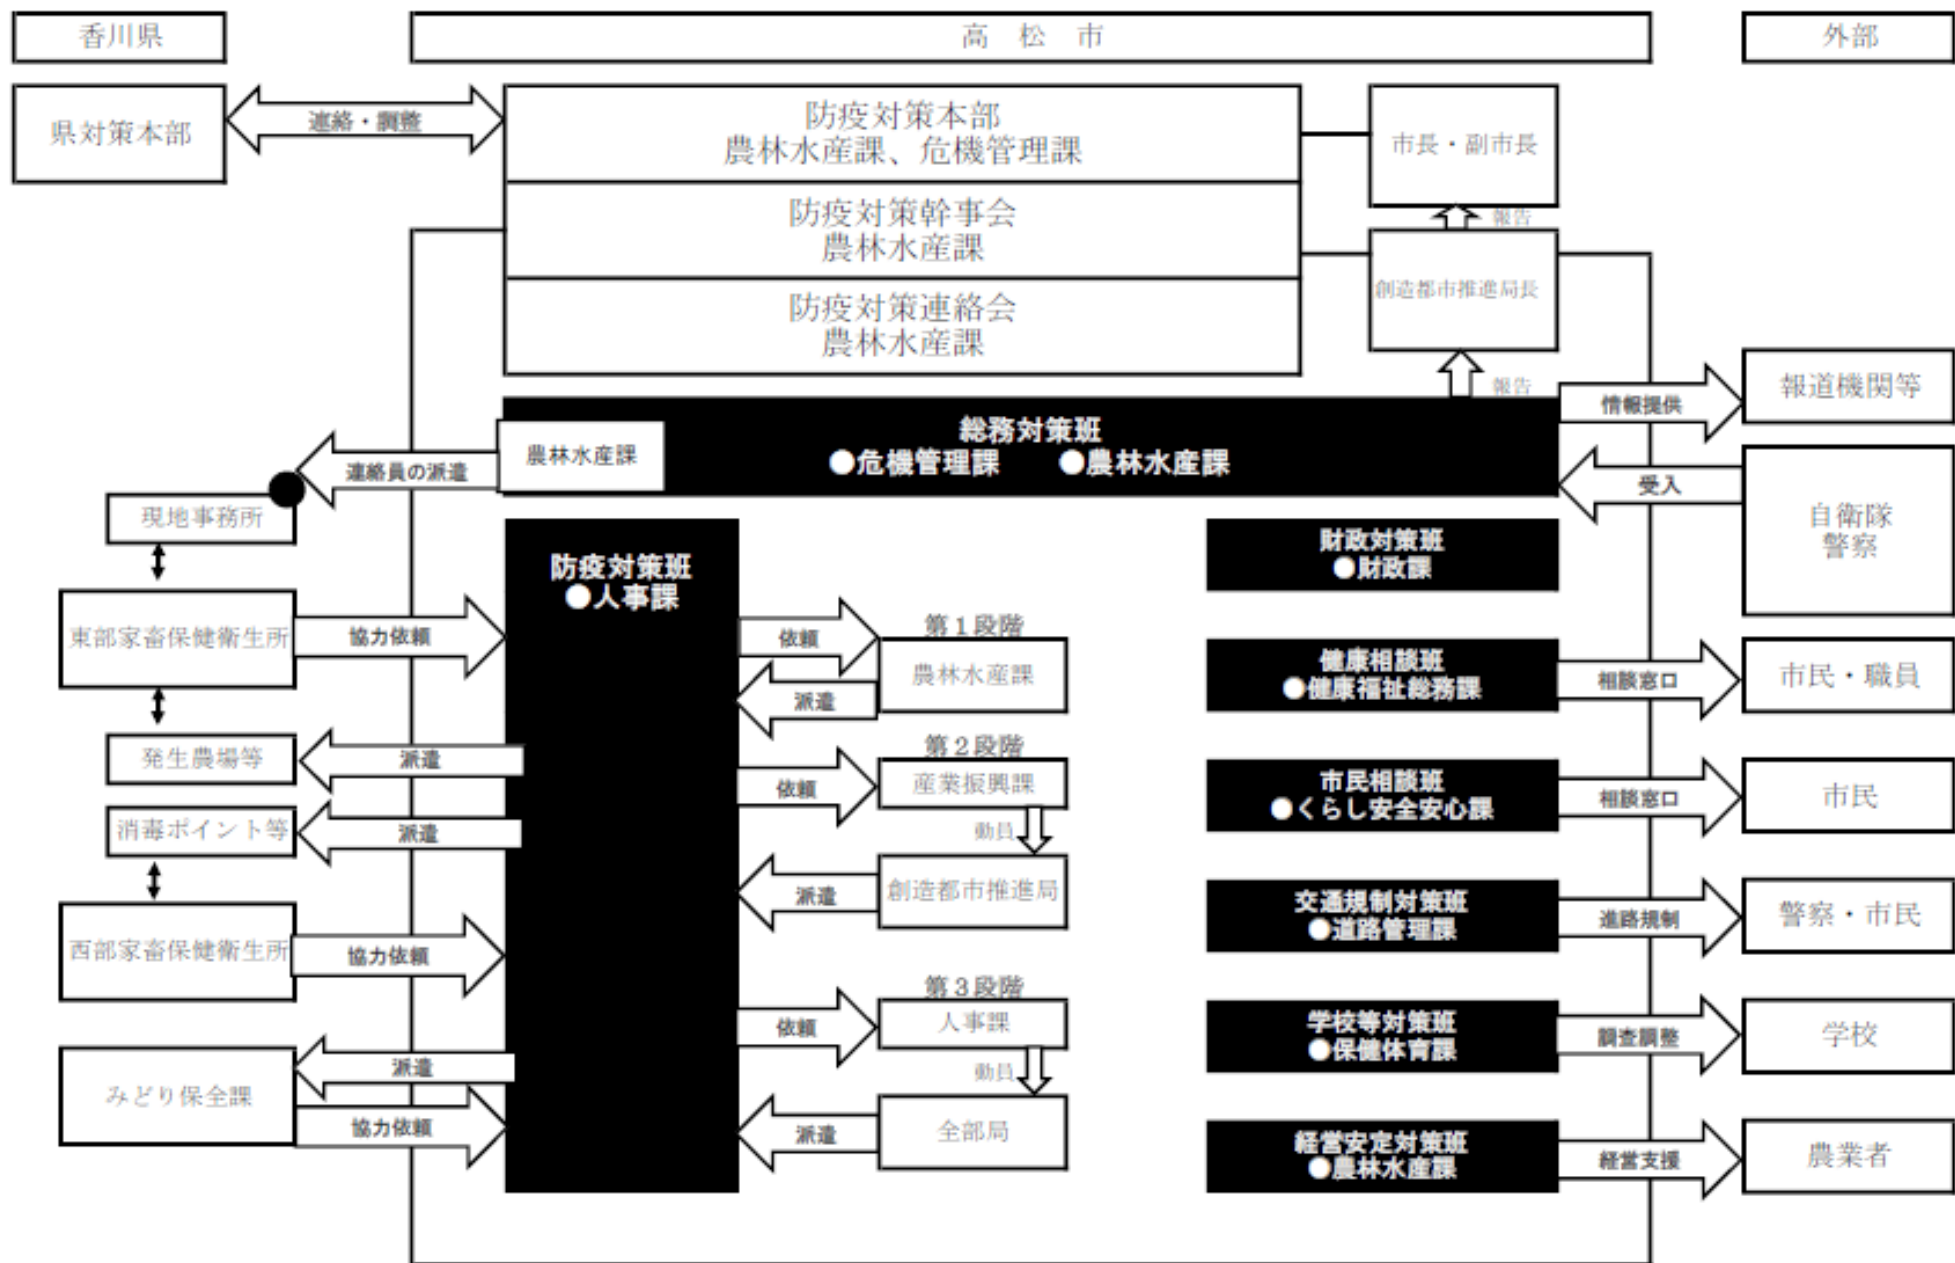 香川県
高 松 市
外部
県対策本部
連絡・調整
防疫対策本部
農林水産課、危機管理課
市長・副市長
報告
防疫対策幹事会
農林水産課
創造都市推進局長
防疫対策連絡会
農林水産課
報告
情報提供
報道機関等
総務対策班
●危機管理課 ●農林水産課
農林水産課
連絡員の派遣
受入
自衛隊
警察
現地事務所
防疫対策班
●人事課
財政対策班
●財政課
東部家畜保健衛生所
協力依頼
依頼
第1段階
農林水産課
派遣
健康相談班
●健康福祉総務課
相談窓口
市民・職員
発生農場等
派遣
第2段階
依頼
産業振興課
動員
市民相談班
●くらし安全安心課
相談窓口
市民
消毒ポイント等
派遣
派遣
創造都市推進局
交通規制対策班
●道路管理課
進路規制
警察・市民
西部家畜保健衛生所
協力依頼
第3段階
依頼
人事課
動員
学校等対策班
●保健体育課
調査調整
学校
みどり保全課
派遣
協力依頼
派遣
全部局
経営安定対策班
●農林水産課
経営支援
農業者